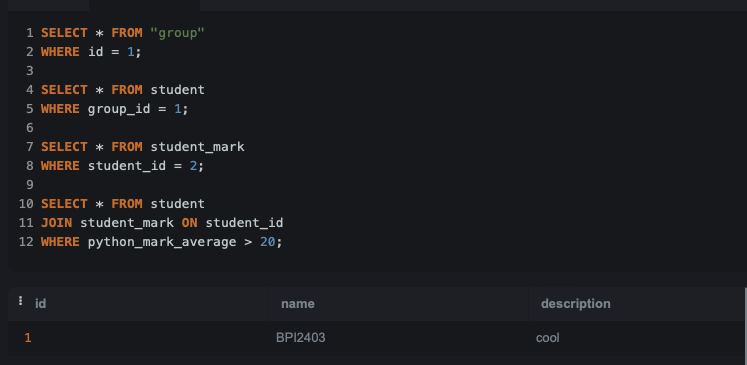 1 SELECT * FROM "group"
2 WHERE id = 1;
3
4 SELECT * FROM student
5 WHERE group_id = 1;
6
7 SELECT * FROM student_mark
8 WHERE student_id = 2;
9
10 SELECT * FROM student
11 JOIN student_mark ON student_id
12 WHERE python_mark_average > 20;
id name description
1 BPI2403 cool